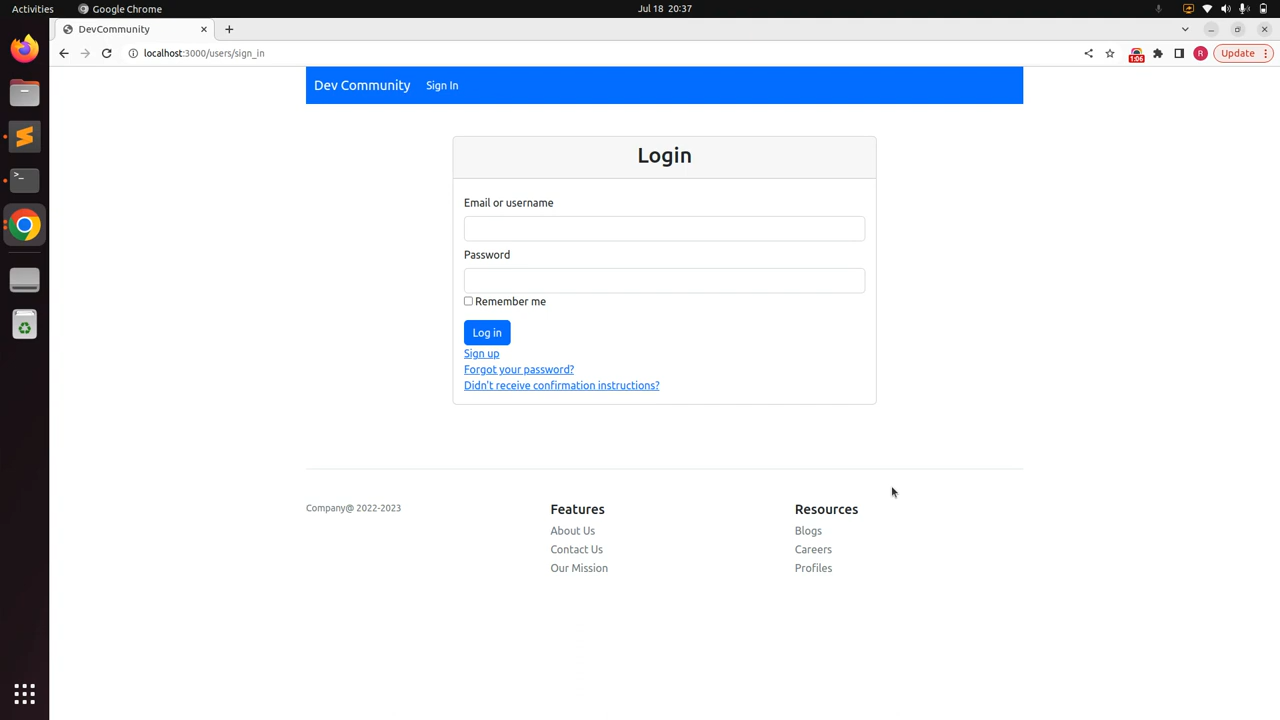 Activities Google Chrome Jul 18 20:37
DevCommunity
localhost:3000/users/sign_in 1:06 R Update
Dev Community Sign In
Login
Email or username
Password
Remember me
Log in
Sign up
Forgot your password?
Didn't receive confirmation instructions?
Company@ 2022-2023 Features Resources
About Us Blogs
Contact Us Careers
Our Mission Profiles